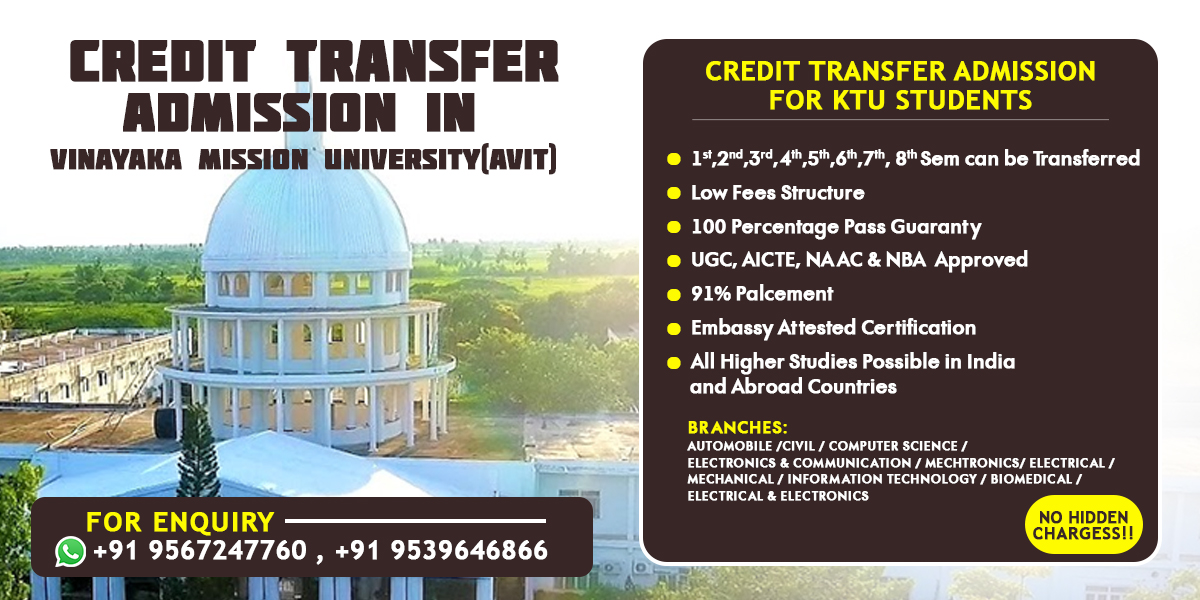 CREDIT TRANSFER
ADMISSION IN
VINAYAKA MISSION UNIVERSITY(AVIT)
FOR ENQUIRY
+91 9567247760 , +91 9539646866
CREDIT TRANSFER ADMISSION
FOR KTU STUDENTS
1st,2nd,3rd,4th,5th,6th,7th, 8th Sem can be Transferred
Low Fees Structure
100 Percentage Pass Guaranty
UGC, AICTE, NAAC & NBA Approved
91% Palcement
Embassy Attested Certification
All Higher Studies Possible in India
and Abroad Countries
BRANCHES:
AUTOMOBILE /CIVIL / COMPUTER SCIENCE /
ELECTRONICS & COMMUNICATION / MECHTRONICS/ ELECTRICAL /
MECHANICAL / INFORMATION TECHNOLOGY / BIOMEDICAL /
ELECTRICAL & ELECTRONICS
NO HIDDEN
CHARGESS!!